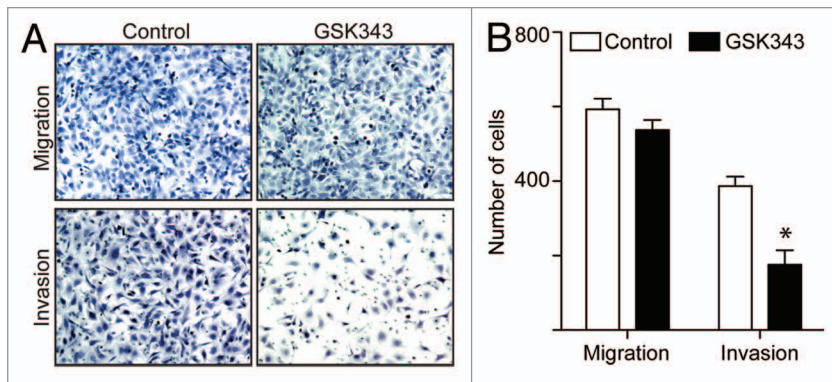 A
Control
GSK343
Migration
Invasion
B
Control
GSK343
Number of cells
800
400
*
Migration
Invasion